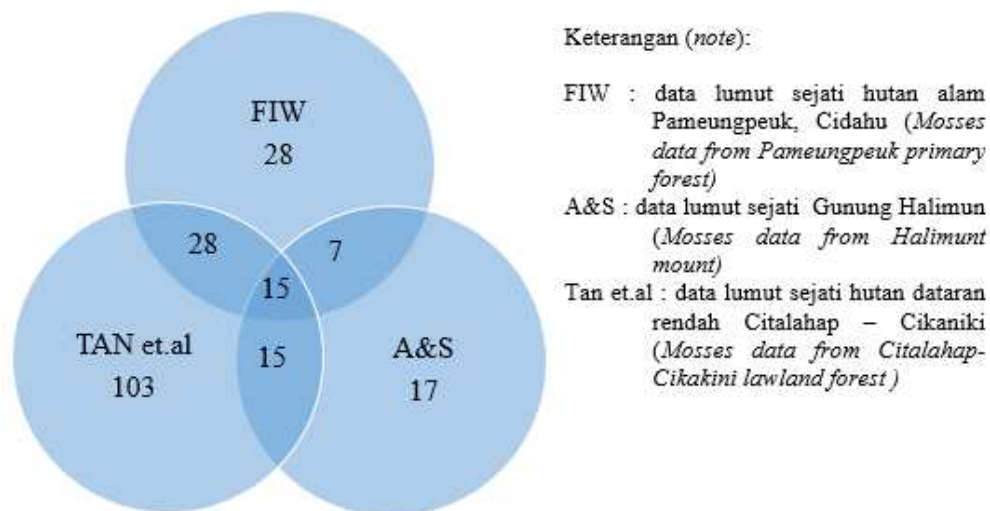 FIW
28
28
7
15
TAN et.al
103
15
A&S
17
Keterangan (note):
FIW : data lumut sejati hutan alam
Pameungpeuk, Cidahu (Mosses
data from Pameungpeuk primary
forest)
A&S : data lumut sejati Gunung Halimun
(Mosses data from Halimunt
mount)
Tan et.al : data lumut sejati hutan dataran
rendah Citalahap – Cikaniki
(Mosses data from Citalahap-
Cikakini lawland forest )